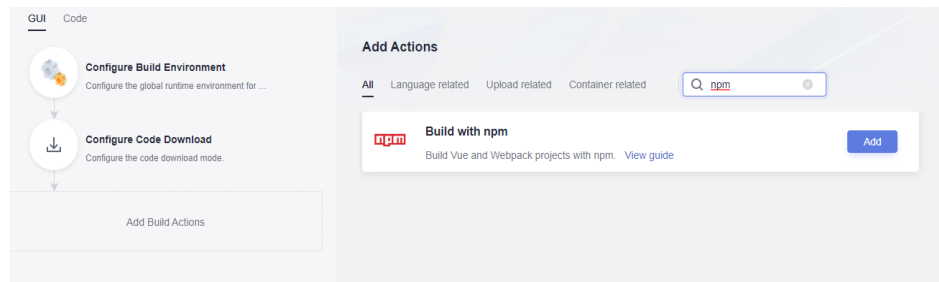 GUI Code
Configure Build Environment
Configure the global runtime environment for ...
Configure Code Download
Configure the code download mode.
Add Build Actions
Add Actions
All Language related Upload related Container related npm
npm
Build with npm
Build Vue and Webpack projects with npm. View guide
Add